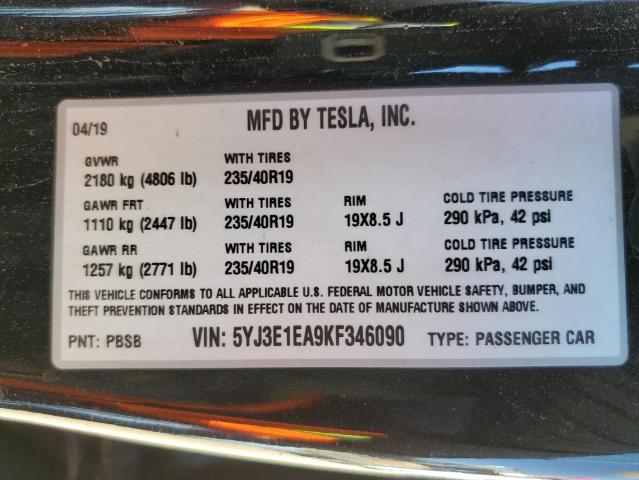 04/19 MFD BY TESLA, INC.
GVWR WITH TIRES
2180 kg (4806 lb) 235/40R19
GAWR FRT WITH TIRES RIM COLD TIRE PRESSURE
1110 kg (2447 lb) 235/40R19 19X8.5 J 290 kPa, 42 psi
GAWR RR WITH TIRES RIM COLD TIRE PRESSURE
1257 kg (2771 lb) 235/40R19 19X8.5 J 290 kPa, 42 psi
THIS VEHICLE CONFORMS TO ALL APPLICABLE U.S. FEDERAL MOTOR VEHICLE SAFETY, BUMPER, AND
THEFT PREVENTION STANDARDS IN EFFECT ON THE DATE OF MANUFACTURE SHOWN ABOVE.
PNT: PBSB VIN: 5YJ3E1EA9KF346090 TYPE: PASSENGER CAR